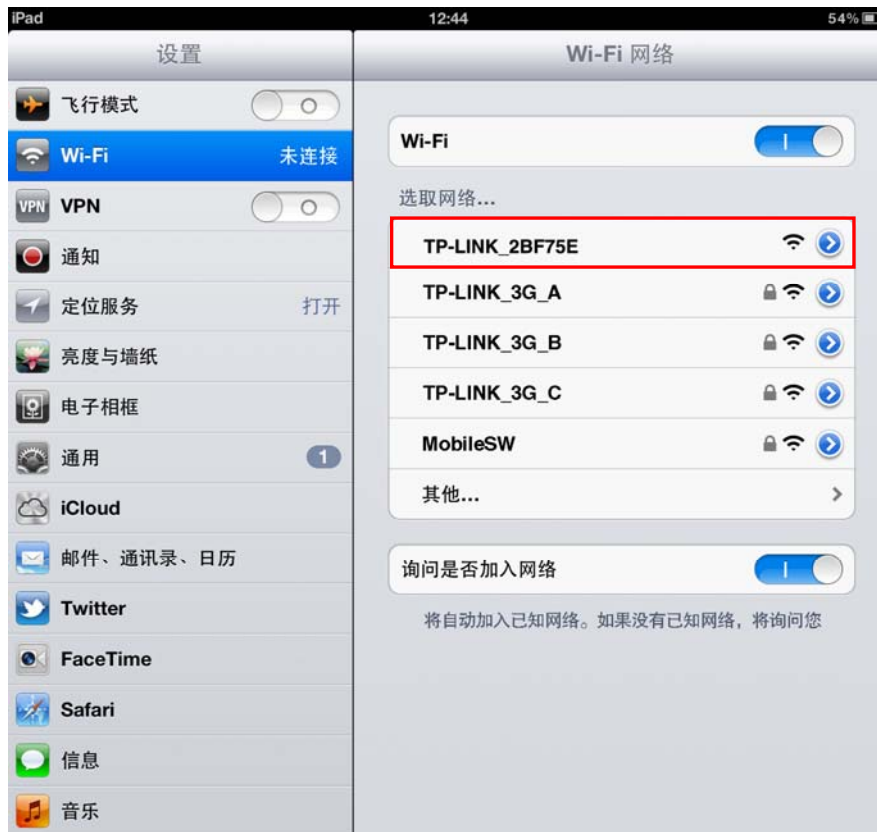 iPad 12:44 54%
设置
飞行模式
Wi-Fi 未连接
VPN VPN
通知
定位服务 打开
亮度与墙纸
电子相框
通用 1
iCloud
邮件、通讯录、日历
Twitter
FaceTime
Safari
信息
音乐
Wi-Fi 网络
Wi-Fi
选取网络...
TP-LINK_2BF75E
TP-LINK_3G_A
TP-LINK_3G_B
TP-LINK_3G_C
MobileSW
其他...
询问是否加入网络
将自动加入已知网络。如果没有已知网络，将询问您